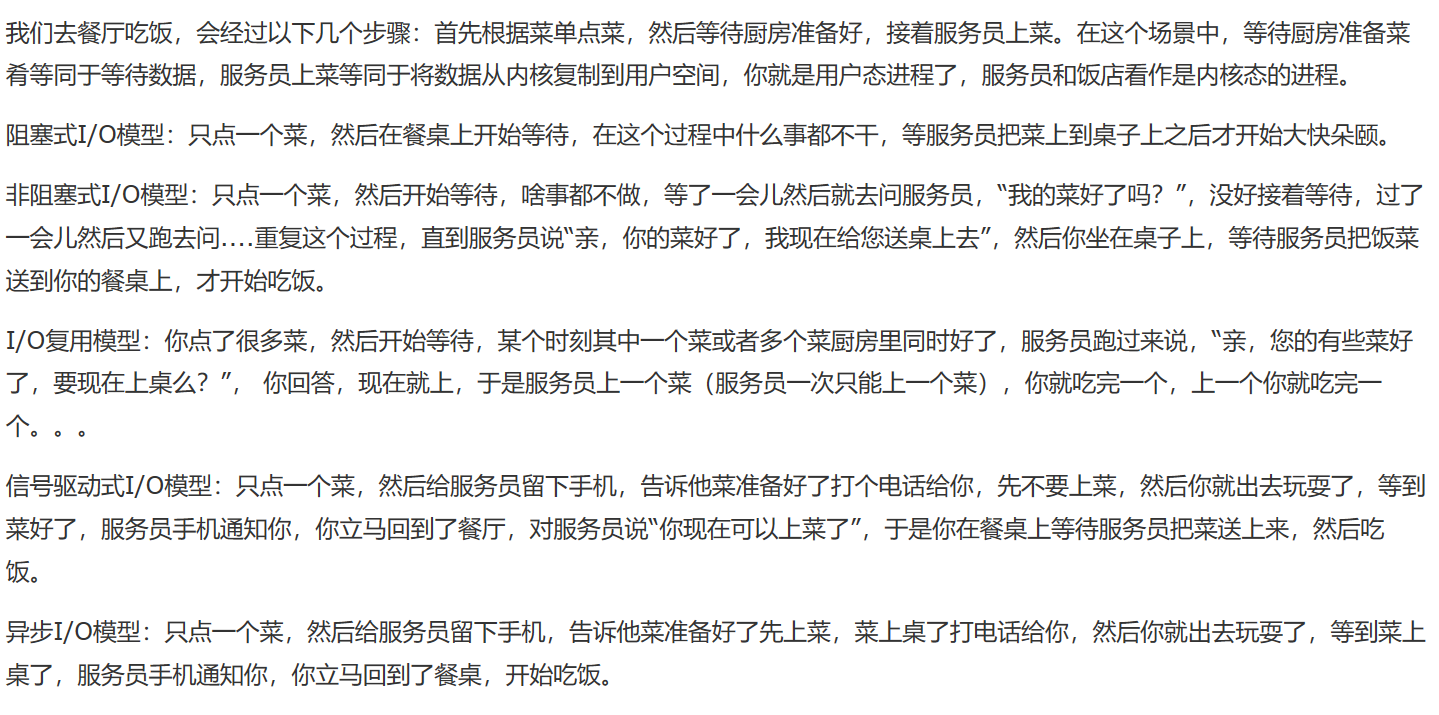 我们去餐厅吃饭，会经过以下几个步骤：首先根据菜单点菜，然后等待厨房准备好，接着服务员上菜。在这个场景中，等待厨房准备菜
肴等同于等待数据，服务员上菜等同于将数据从内核复制到用户空间，你就是用户态进程了，服务员和饭店看作是内核态的进程。
阻塞式I/O模型：只点一个菜，然后在餐桌上开始等待，在这个过程中什么事都不干，等服务员把菜上到桌子上之后才开始大快朵颐。
非阻塞式I/O模型：只点一个菜，然后开始等待，啥事都不做，等了一会儿然后就去问服务员，“我的菜好了吗？”，没好接着等待，过了
一会儿然后又跑去问....重复这个过程，直到服务员说“亲，你的菜好了，我现在给您送桌上去”，然后你坐在桌子上，等待服务员把饭菜
送到你的餐桌上，才开始吃饭。
I/O复用模型：你点了很多菜，然后开始等待，某个时刻其中一个菜或者多个菜厨房里同时好了，服务员跑过来说，“亲，您的有些菜好
了，要现在上桌么？”， 你回答，现在就上，于是服务员上一个菜（服务员一次只能上一个菜），你就吃完一个，上一个你就吃完一
个。。。
信号驱动式I/O模型：只点一个菜，然后给服务员留下手机，告诉他菜准备好了打个电话给你，先不要上菜，然后你就出去玩耍了，等到
菜好了，服务员手机通知你，你立马回到了餐厅，对服务员说“你现在可以上菜了”，于是你在餐桌上等待服务员把菜送上来，然后吃
饭。
异步I/O模型：只点一个菜，然后给服务员留下手机，告诉他菜准备好了先上菜，菜上桌了打电话给你，然后你就出去玩耍了，等到菜上
桌了，服务员手机通知你，你立马回到了餐桌，开始吃饭。